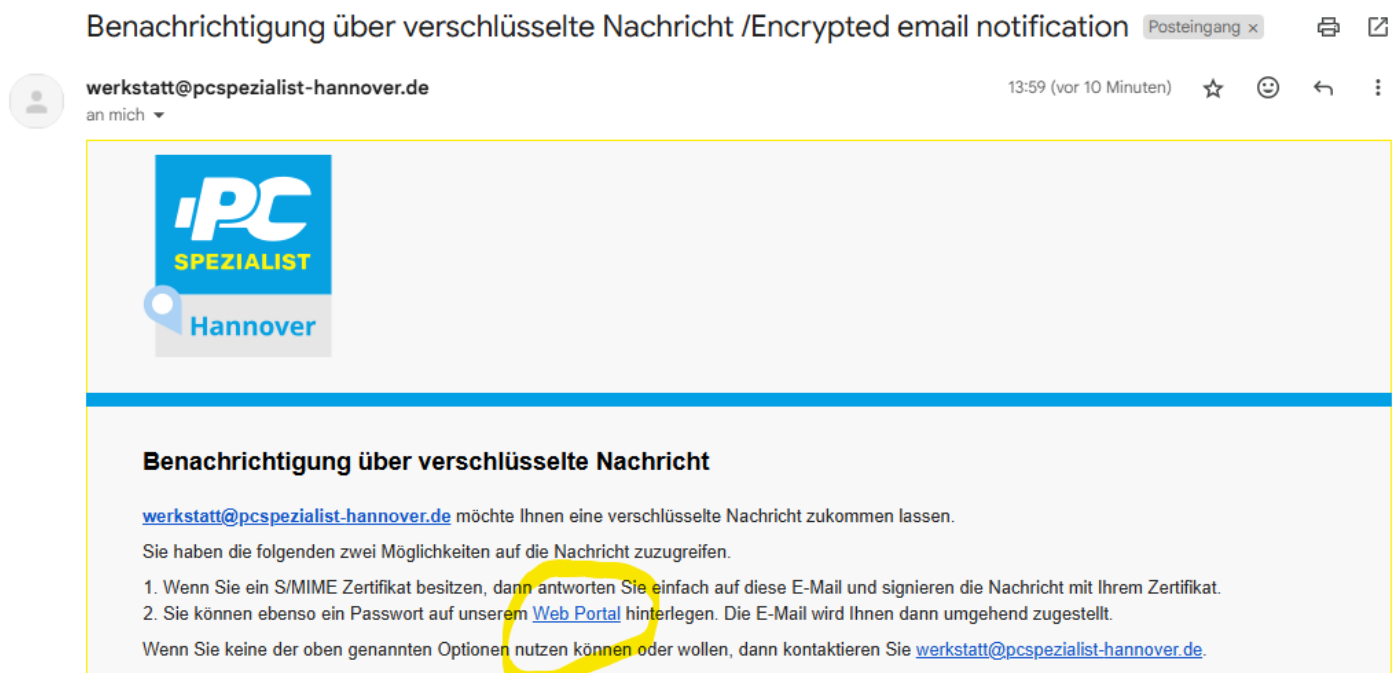 Benachrichtigung über verschlüsselte Nachricht /Encrypted email notification Posteingang ×
werkstatt@pcspezialist-hannover.de 13:59 (vor 10 Minuten)
an mich
PC
SPEZIALIST
Hannover
Benachrichtigung über verschlüsselte Nachricht
werkstatt@pcspezialist-hannover.de möchte Ihnen eine verschlüsselte Nachricht zukommen lassen.
Sie haben die folgenden zwei Möglichkeiten auf die Nachricht zuzugreifen.
1. Wenn Sie ein S/MIME Zertifikat besitzen, dann antworten Sie einfach auf diese E-Mail und signieren die Nachricht mit Ihrem Zertifikat.
2. Sie können ebenso ein Passwort auf unserem Web Portal hinterlegen. Die E-Mail wird Ihnen dann umgehend zugestellt.
Wenn Sie keine der oben genannten Optionen nutzen können oder wollen, dann kontaktieren Sie werkstatt@pcspezialist-hannover.de.